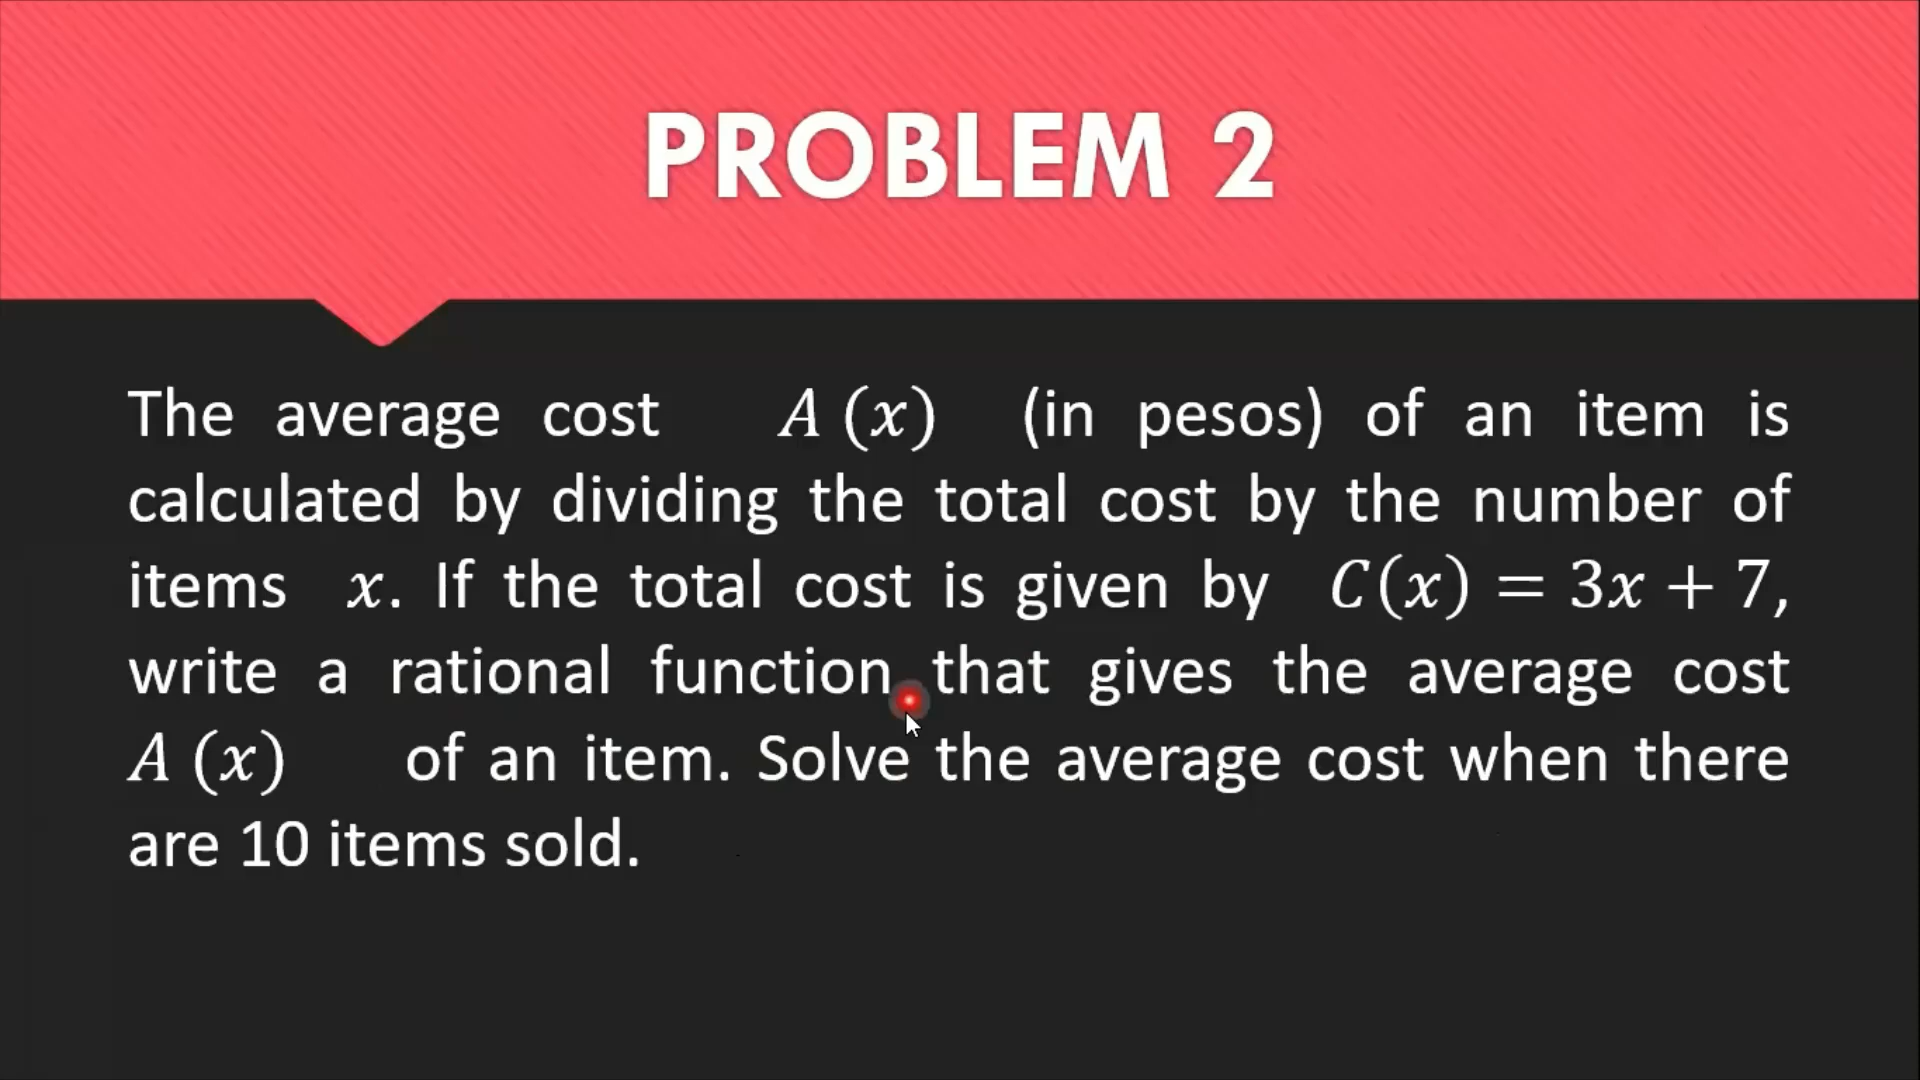 PROBLEM 2
The average cost A (x) (in pesos) of an item is
calculated by dividing the total cost by the number of
items x. If the total cost is given by C(x) = 3x + 7,
write a rational function that gives the average cost
A (x) of an item. Solve the average cost when there
are 10 items sold.